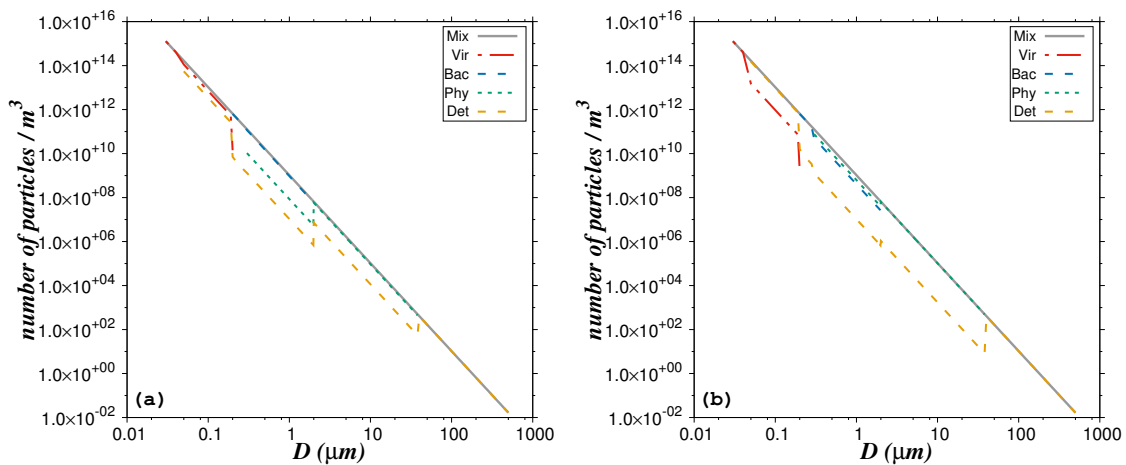 1.0×10+16
1.0×10+14
1.0×10+12
1.0×10+10
1.0×10+08
1.0×10+06
1.0×10+04
1.0×10+02
1.0×10+00
1.0×10−02
number of particles / m3
Mix
Vir
Bac
Phy
Det
(a)
0.01 0.1 1 10 100 1000
D (μm)
1.0×10+16
1.0×10+14
1.0×10+12
1.0×10+10
1.0×10+08
1.0×10+06
1.0×10+04
1.0×10+02
1.0×10+00
1.0×10−02
number of particles / m3
Mix
Vir
Bac
Phy
Det
(b)
0.01 0.1 1 10 100 1000
D (μm)